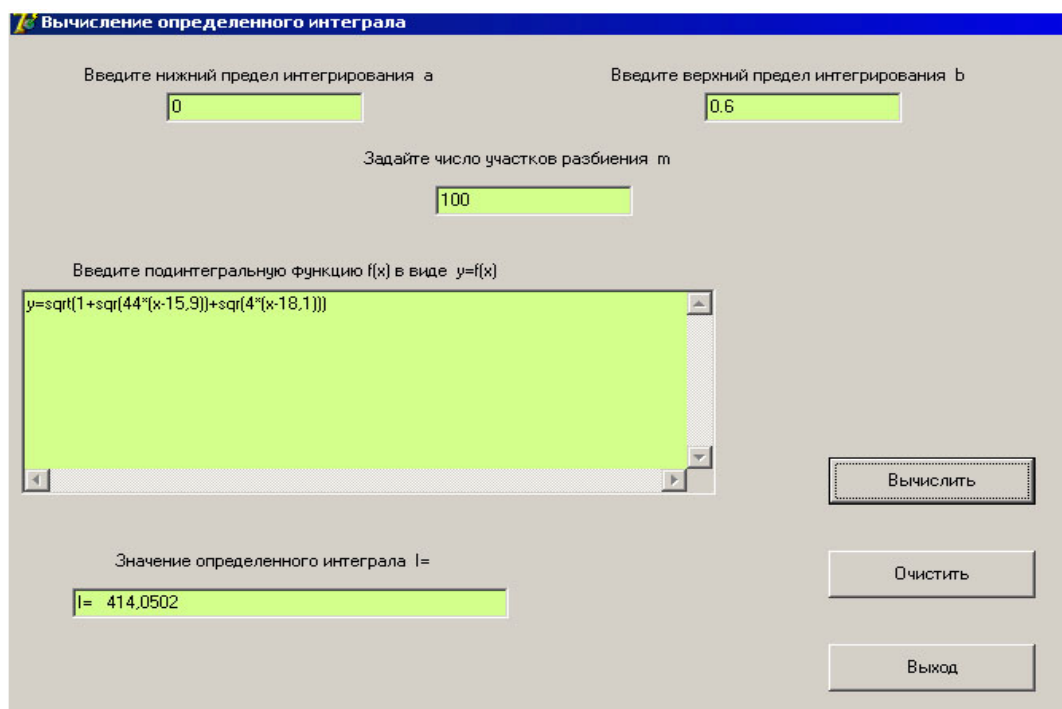 Вычисление определенного интеграла
Введите нижний предел интегрирования a
Введите верхний предел интегрирования b
0
0.6
Задайте число участков разбиения m
100
Введите подинтегральную функцию f(x) в виде y=f(x)
y=sqrt(1+sqr(44*(x-15,9))+sqr(4*(x-18,1)))
Вычислить
Значение определенного интеграла I=
Очистить
I= 414,0502
Выход